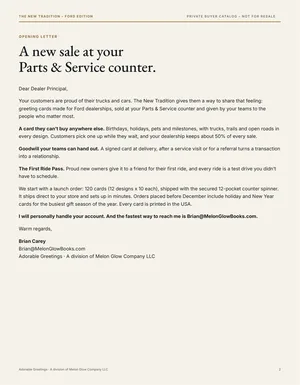 THE NEW TRADITION · FORD EDITION
PRIVATE BUYER CATALOG · NOT FOR RESALE
OPENING LETTER
A new sale at your
Parts & Service counter.
Dear Dealer Principal,
Your customers are proud of their trucks and cars. The New Tradition gives them a way to share that feeling:
greeting cards made for Ford dealerships, sold at your Parts & Service counter and given by your teams to the
people who matter most.
A card they can't buy anywhere else. Birthdays, holidays, pets and milestones, with trucks, trails and open roads in
every design. Customers pick one up while they wait, and your dealership keeps about 50% of every sale.
Goodwill your teams can hand out. A signed card at delivery, after a service visit or for a referral turns a transaction
into a relationship.
The First Ride Pass. Proud new owners give it to a friend for their first ride, and every ride is a test drive you didn't
have to schedule.
We start with a launch order: 120 cards (12 designs x 10 each), shipped with the secured 12-pocket counter spinner.
It ships direct to your store and sets up in minutes. Orders placed before December include holiday and New Year
cards for the busiest gift season of the year. Every card is printed in the USA.
I will personally handle your account. And the fastest way to reach me is Brian@MelonGlowBooks.com.
Warm regards,
Brian Carey
Brian@MelonGlowBooks.com
Adorable Greetings · A division of Melon Glow Company LLC
Adorable Greetings · A division of Melon Glow Company LLC
2